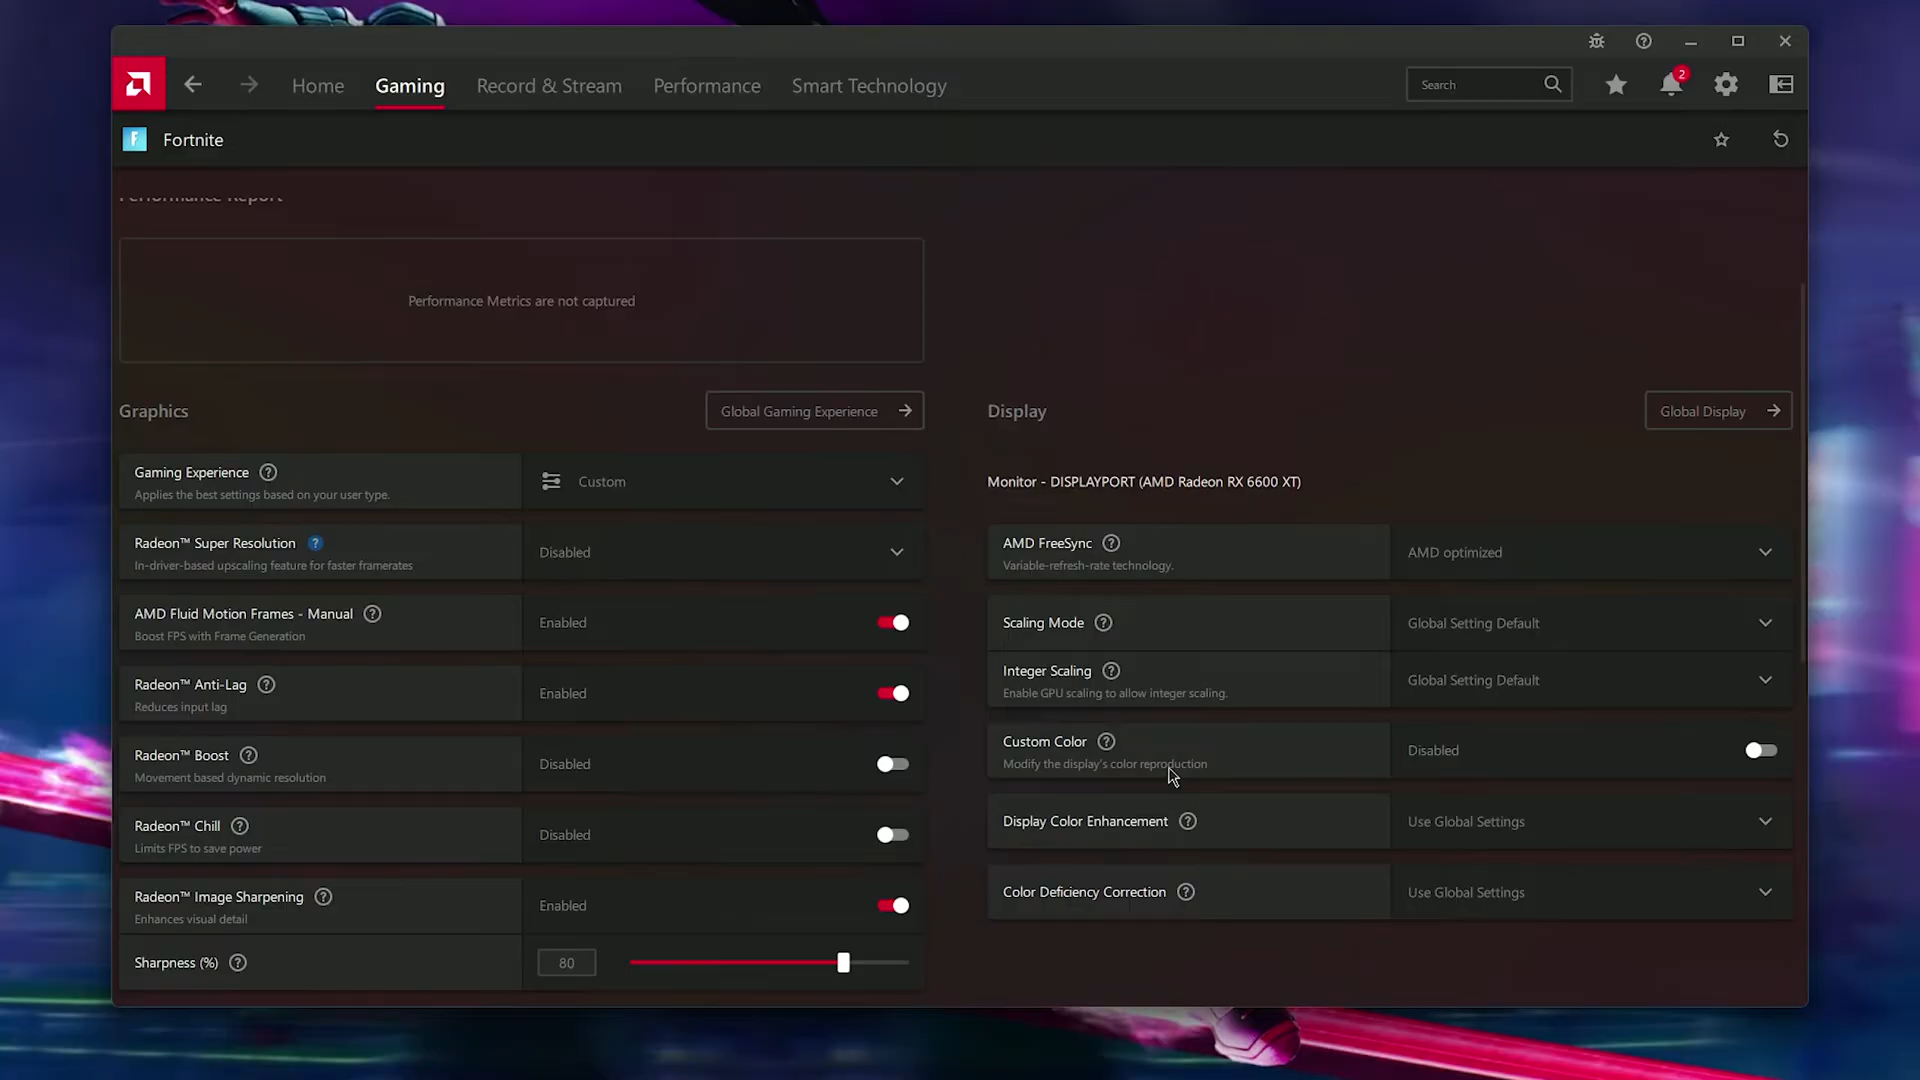 Home
Gaming
Record & Stream
Performance
Smart Technology
Search
2
Fortnite
Performance Report
Performance Metrics are not captured
Graphics
Global Gaming Experience
Gaming Experience
Applies the best settings based on your user type.
Custom
Radeon™ Super Resolution
In-driver-based upscaling feature for faster framerates
Disabled
AMD Fluid Motion Frames - Manual
Boost FPS with Frame Generation
Enabled
Radeon™ Anti-Lag
Reduces input lag
Enabled
Radeon™ Boost
Movement based dynamic resolution
Disabled
Radeon™ Chill
Limits FPS to save power
Disabled
Radeon™ Image Sharpening
Enhances visual detail
Enabled
Sharpness (%)
80
Display
Global Display
Monitor - DISPLAYPORT (AMD Radeon RX 6600 XT)
AMD FreeSync
Variable-refresh-rate technology.
AMD optimized
Scaling Mode
Global Setting Default
Integer Scaling
Enable GPU scaling to allow integer scaling.
Global Setting Default
Custom Color
Modify the display's color reproduction
Disabled
Display Color Enhancement
Use Global Settings
Color Deficiency Correction
Use Global Settings